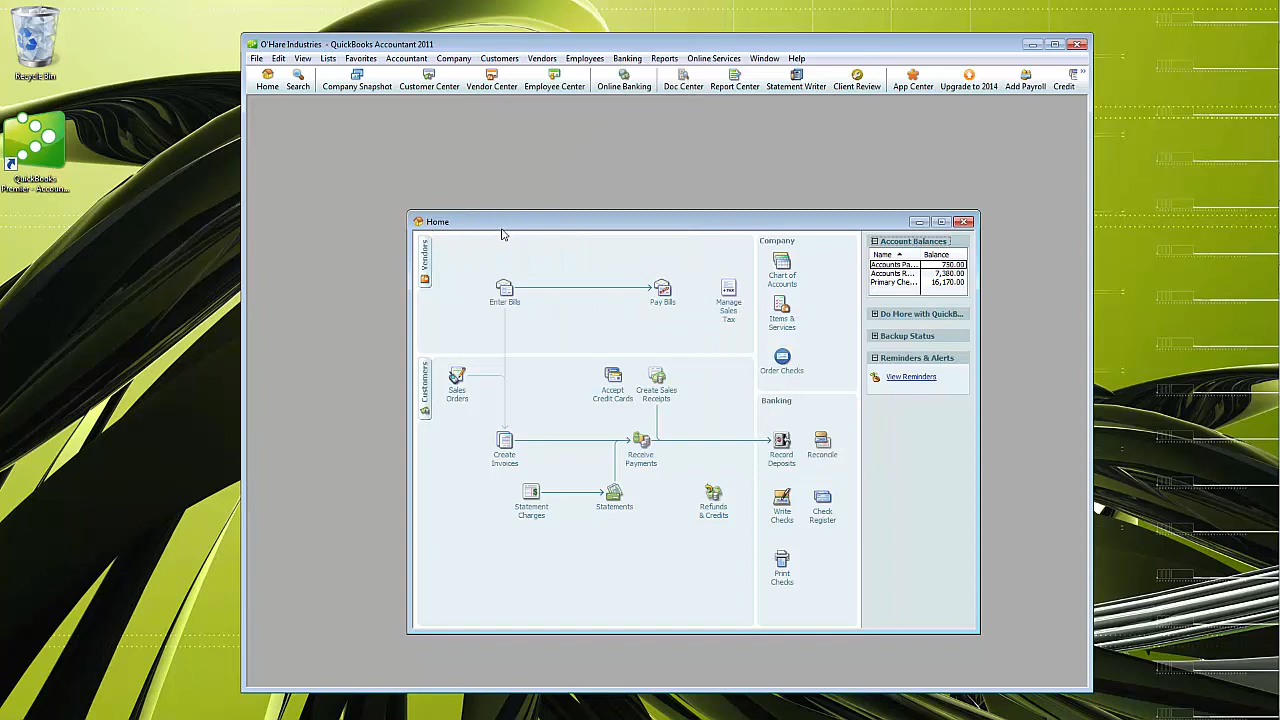 Recycle Bin
QuickBooks
Premier - Accoun...
O'Hare Industries - QuickBooks Accountant 2011
File Edit View Lists Favorites Accountant Company Customers Vendors Employees Banking Reports Online Services Window Help
Home Search Company Snapshot Customer Center Vendor Center Employee Center Online Banking Doc Center Report Center Statement Writer Client Review App Center Upgrade to 2014 Add Payroll Credit
Home
Vendors
Enter Bills
Pay Bills
Manage
Sales
Tax
Customers
Sales
Orders
Accept
Credit Cards
Create Sales
Receipts
Create
Invoices
Receive
Payments
Statement
Charges
Statements
Refunds
& Credits
Company
Chart of
Accounts
Items &
Services
Order Checks
Banking
Record
Deposits
Reconcile
Write
Checks
Check
Register
Print
Checks
Account Balances
Name Balance
Accounts Pa... 750.00
Accounts R... 7,380.00
Primary Che... 16,170.00
Do More with QuickB...
Backup Status
Reminders & Alerts
View Reminders